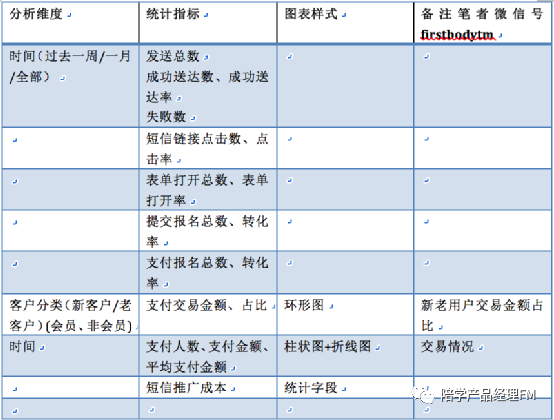 分析维度 统计指标 图表样式 备注笔者微信号
firstbodytm
时间（过去一周/一月
/全部）
发送总数
成功送达数、成功送
达率
失败数
短信链接点击数、点
击率
表单打开总数、表单
打开率
提交报名总数、转化
率
支付报名总数、转化
率
客户分类（新客户/老
客户）(会员、非会员)
支付交易金额、占比
环形图
新老用户交易金额占
比
时间
支付人数、支付金额、
平均支付金额
柱状图+折线图
交易情况
短信推广成本
统计字段
陪学产品经理FM